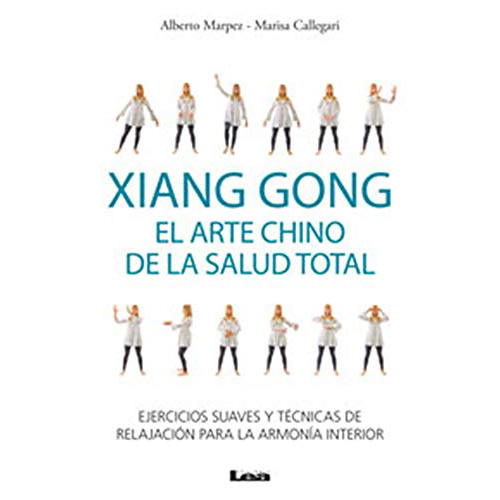 Alberto Marpez - Marisa Callegari
XIANG GONG
EL ARTE CHINO
DE LA SALUD TOTAL
EJERCICIOS SUAVES Y TÉCNICAS DE
RELAJACIÓN PARA LA ARMONÍA INTERIOR
Lea